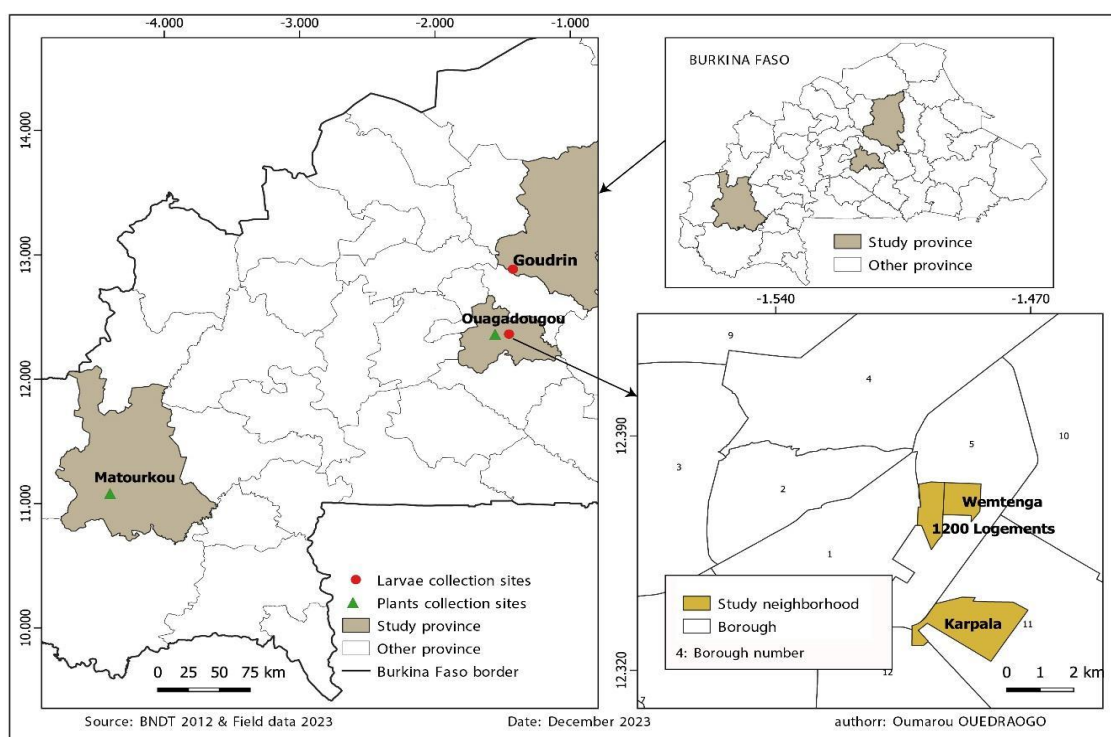 -4.000 -3.000 -2.000 -1.000
14.000
13.000
12.000
11.000
10.000
Goudrin
Ouagadougou
Matourkou
Larvae collection sites
Plants collection sites
Study province
Other province
Burkina Faso border
0 25 50 75 km
BURKINA FASO
Study province
Other province
-1.540 -1.470
12.390
12.320
9
4
5
10
3
2
Wemtenga
1200 Logements
1
Karpala
11
12
7
Study neighborhood
Borough
4: Borough number
0 1 2 km
Source: BNDT 2012 & Field data 2023
Date: December 2023
authorr: Oumarou OUEDRAOGO